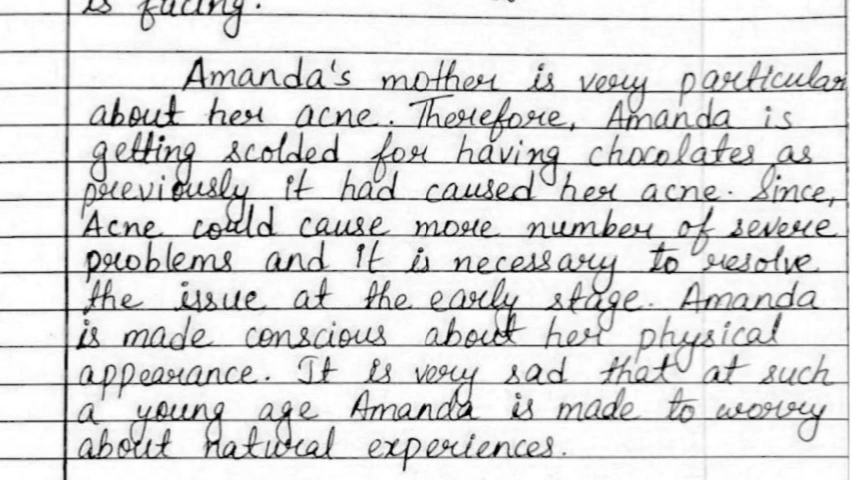 is facing.
Amanda's mother is very particular
about her acne. Therefore, Amanda is
getting scolded for having chocolates as
previously it had caused her acne. Since,
Acne could cause more number of severe
problems and it is necessary to resolve
the issue at the early stage. Amanda
is made conscious about her physical
appearance. It is very sad that at such
a young age Amanda is made to worry
about natural experiences.